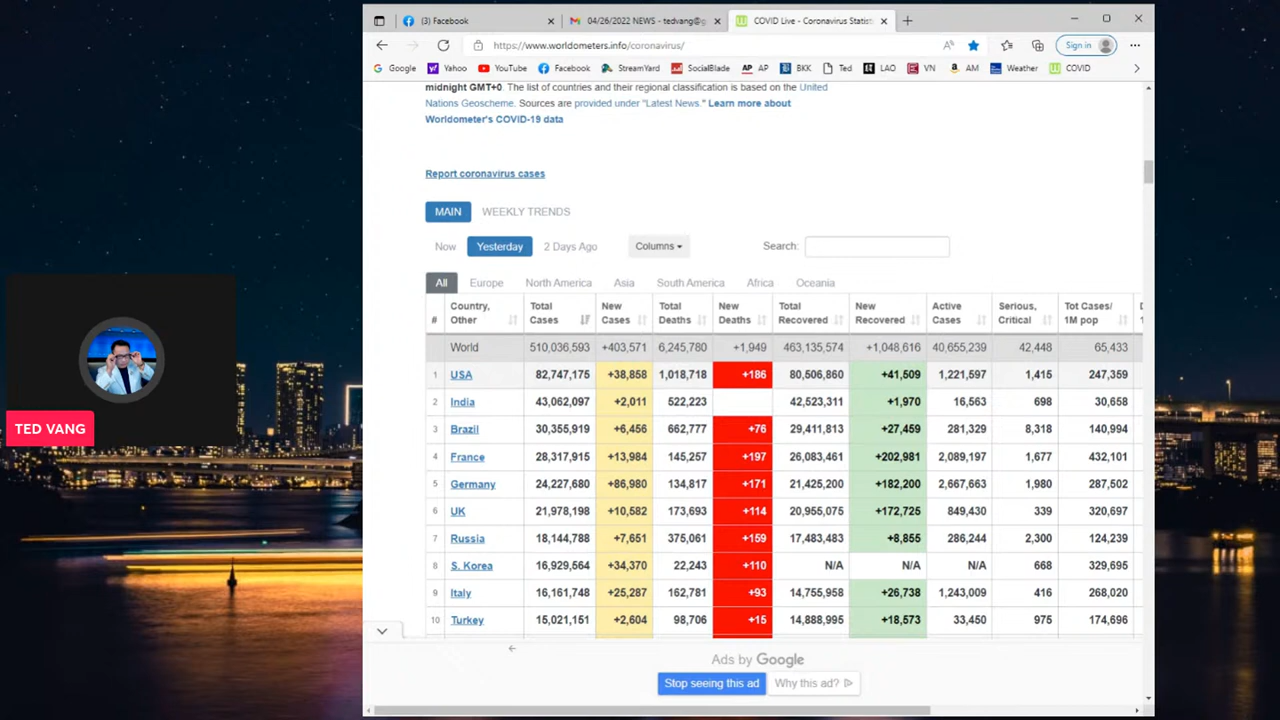 (3) Facebook
04/26/2022 NEWS - tedvang@g
COVID Live - Coronavirus Statist
https://www.worldometers.info/coronavirus/
Sign in
Google Yahoo YouTube Facebook StreamYard SocialBlade AP AP BKK Ted LAO VN AM Weather COVID
midnight GMT+0. The list of countries and their regional classification is based on the United
Nations Geoscheme. Sources are provided under "Latest News." Learn more about
Worldometer's COVID-19 data
Report coronavirus cases
MAIN WEEKLY TRENDS
Now Yesterday 2 Days Ago Columns Search:
All Europe North America Asia South America Africa Oceania
# Country, Other Total Cases New Cases Total Deaths New Deaths Total Recovered New Recovered Active Cases Serious, Critical Tot Cases/ 1M pop D 1
World 510,036,593 +403,571 6,245,780 +1,949 463,135,574 +1,048,616 40,655,239 42,448 65,433
1 USA 82,747,175 +38,858 1,018,718 +186 80,506,860 +41,509 1,221,597 1,415 247,359
2 India 43,062,097 +2,011 522,223 42,523,311 +1,970 16,563 698 30,658
3 Brazil 30,355,919 +6,456 662,777 +76 29,411,813 +27,459 281,329 8,318 140,994
4 France 28,317,915 +13,984 145,257 +197 26,083,461 +202,981 2,089,197 1,677 432,101
5 Germany 24,227,680 +86,980 134,817 +171 21,425,200 +182,200 2,667,663 1,980 287,502
6 UK 21,978,198 +10,582 173,693 +114 20,955,075 +172,725 849,430 339 320,697
7 Russia 18,144,788 +7,651 375,061 +159 17,483,483 +8,855 286,244 2,300 124,239
8 S. Korea 16,929,564 +34,370 22,243 +110 N/A N/A N/A 668 329,695
9 Italy 16,161,748 +25,287 162,781 +93 14,755,958 +26,738 1,243,009 416 268,020
10 Turkey 15,021,151 +2,604 98,706 +15 14,888,995 +18,573 33,450 975 174,696
Ads by Google
Stop seeing this ad Why this ad?
TED VANG